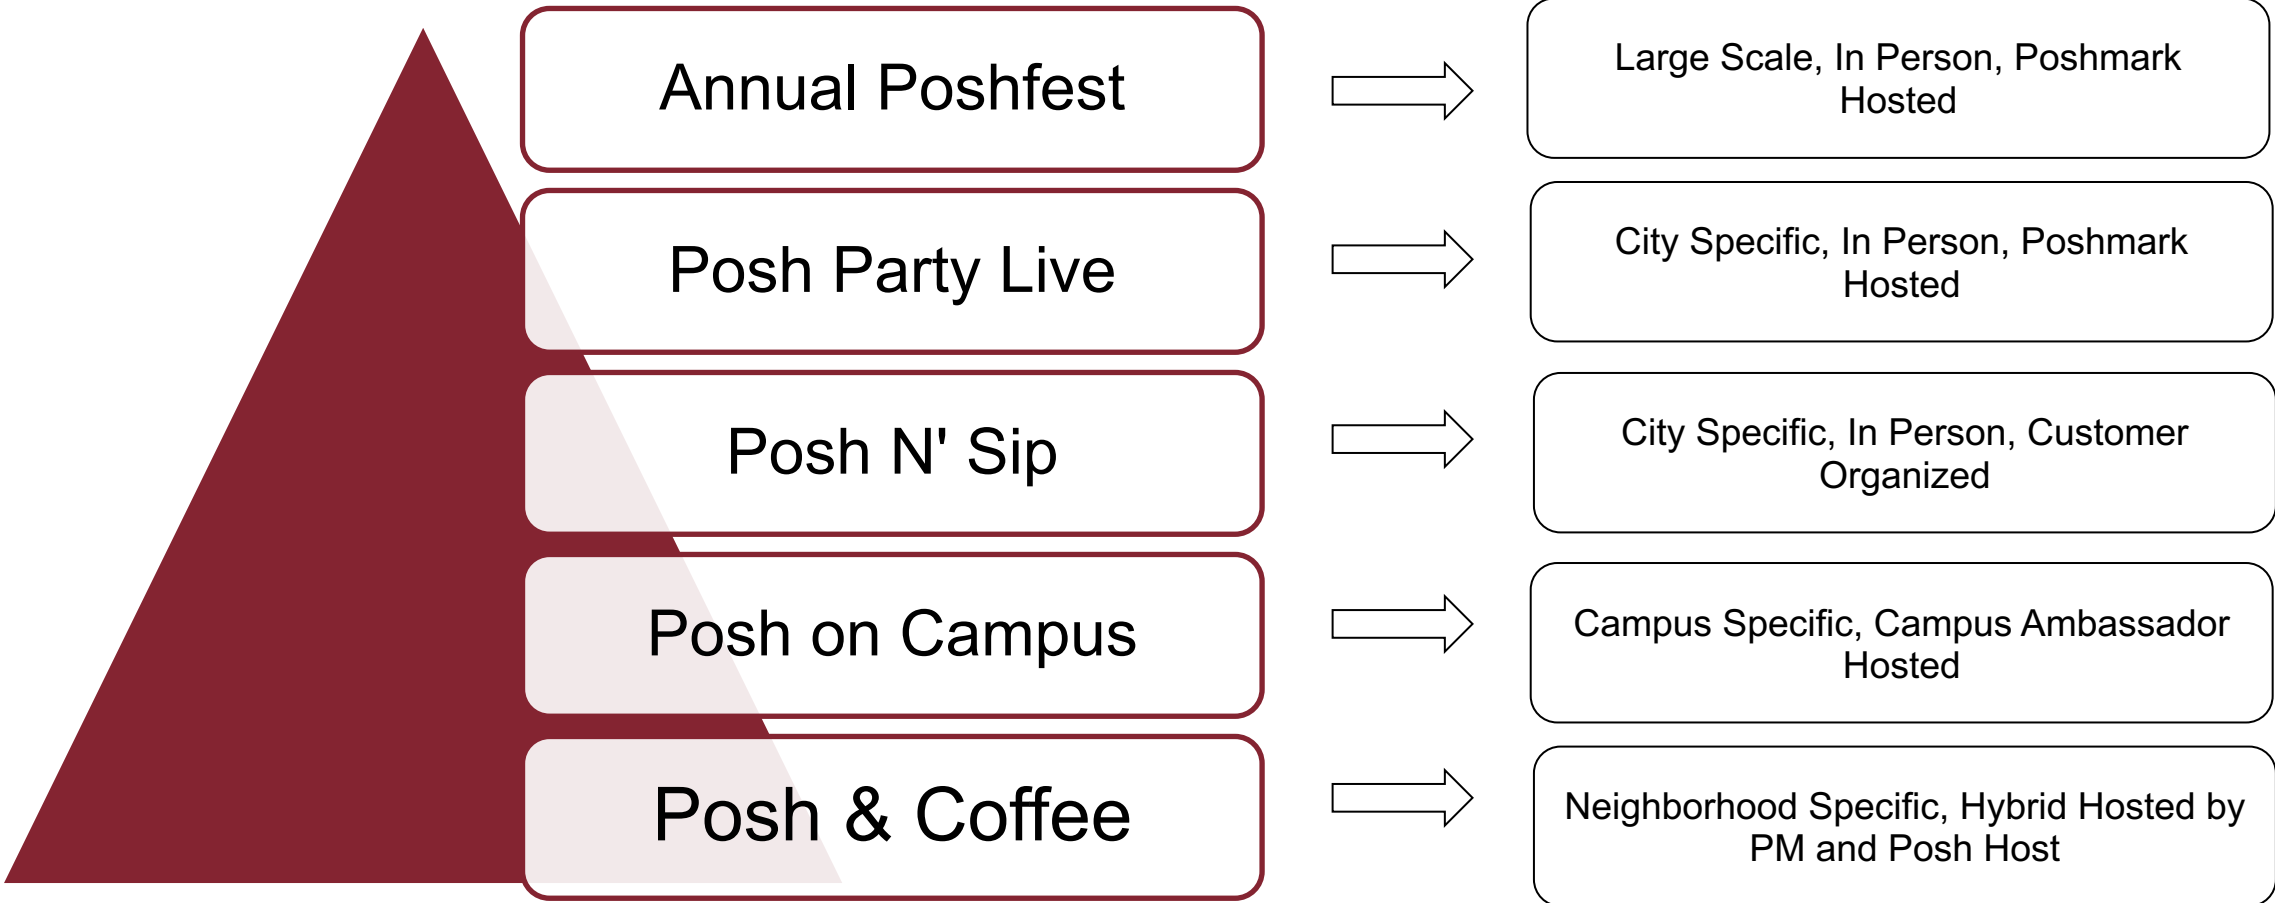 Annual Poshfest
Large Scale, In Person, Poshmark
Hosted
Posh Party Live
City Specific, In Person, Poshmark
Hosted
Posh N' Sip
City Specific, In Person, Customer
Organized
Posh on Campus
Campus Specific, Campus Ambassador
Hosted
Posh & Coffee
Neighborhood Specific, Hybrid Hosted by
PM and Posh Host